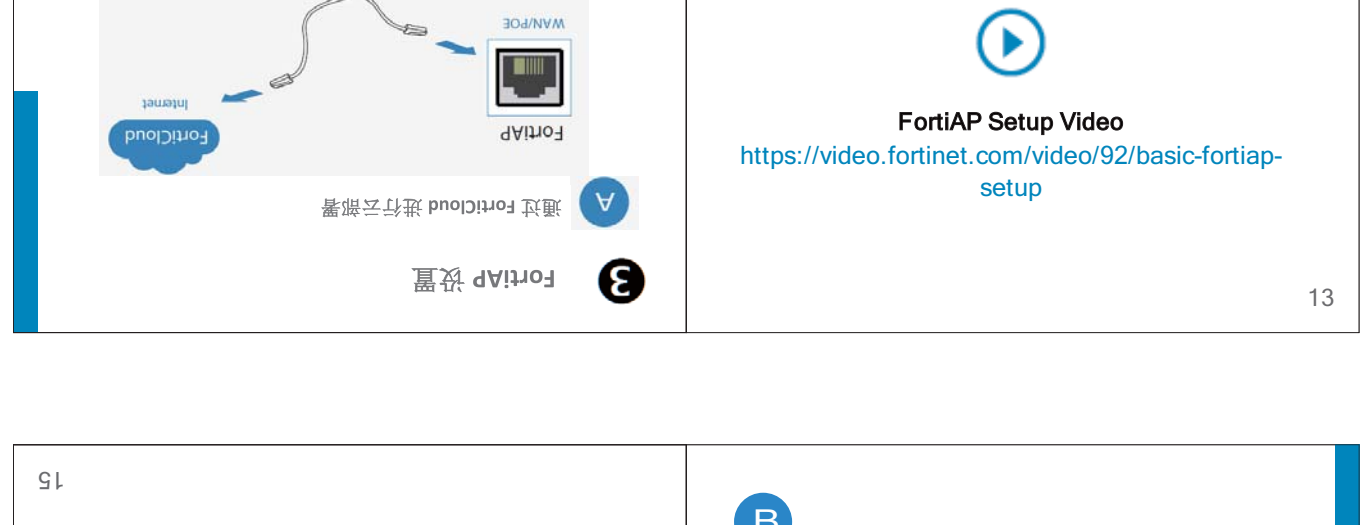 3 FortiAP 设置
A 通过 FortiCloud 进行云部署
FortiAP
FortiCloud
Internet
WAN/POE
FortiAP Setup Video
https://video.fortinet.com/video/92/basic-fortiap-
setup
13
15
B